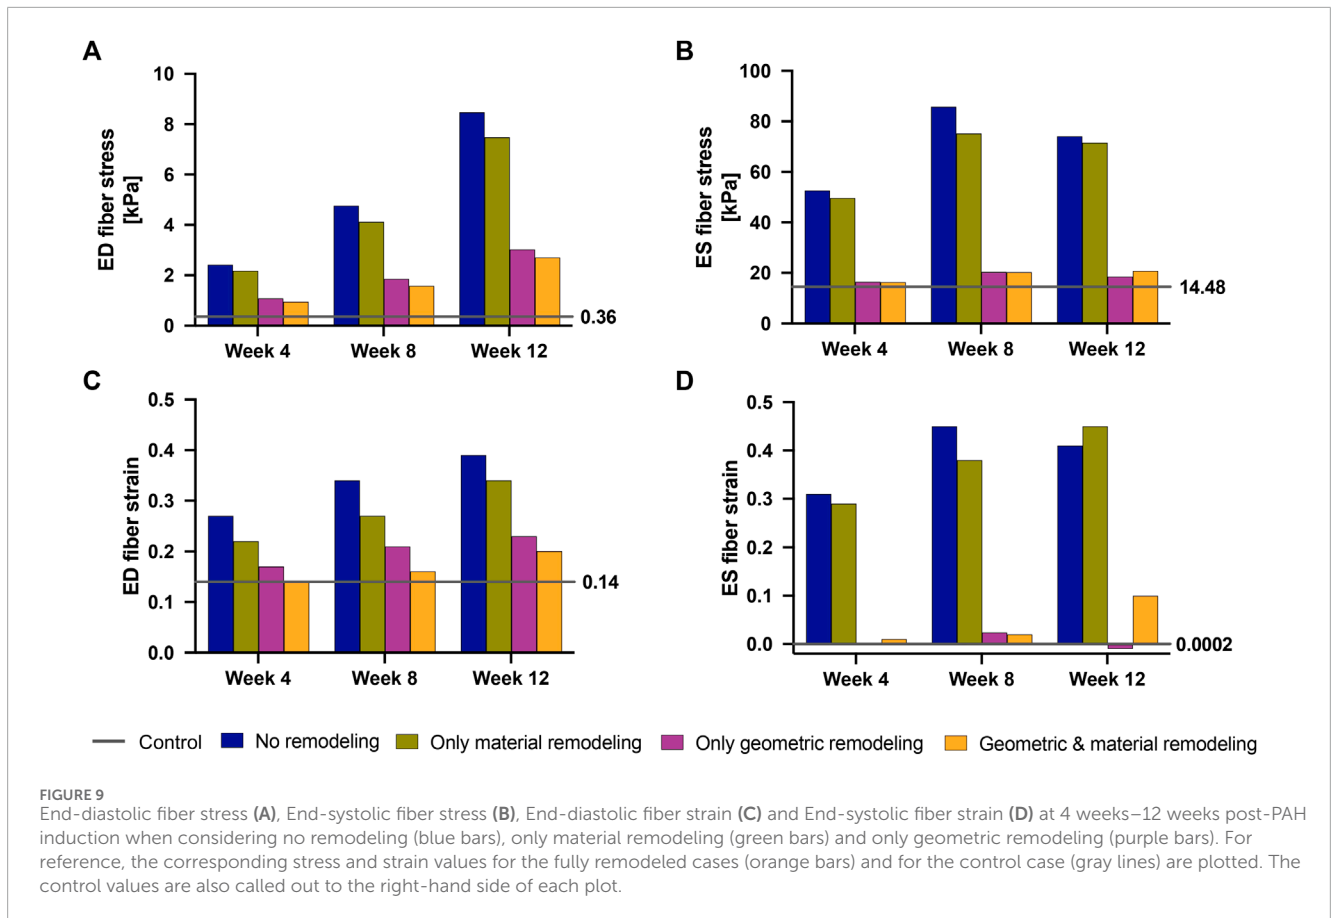 A
ED fiber stress
[kPa]
10
8
6
4
2
0
0.36
Week 4
Week 8
Week 12
B
ES fiber stress
[kPa]
100
80
60
40
20
0
14.48
Week 4
Week 8
Week 12
C
ED fiber strain
0.5
0.4
0.3
0.2
0.1
0.0
0.14
Week 4
Week 8
Week 12
D
ES fiber strain
0.5
0.4
0.3
0.2
0.1
0.0
0.0002
Week 4
Week 8
Week 12
Control No remodeling Only material remodeling Only geometric remodeling Geometric & material remodeling
FIGURE 9
End-diastolic fiber stress (A), End-systolic fiber stress (B), End-diastolic fiber strain (C) and End-systolic fiber strain (D) at 4 weeks–12 weeks post-PAH
induction when considering no remodeling (blue bars), only material remodeling (green bars) and only geometric remodeling (purple bars). For
reference, the corresponding stress and strain values for the fully remodeled cases (orange bars) and for the control case (gray lines) are plotted. The
control values are also called out to the right-hand side of each plot.